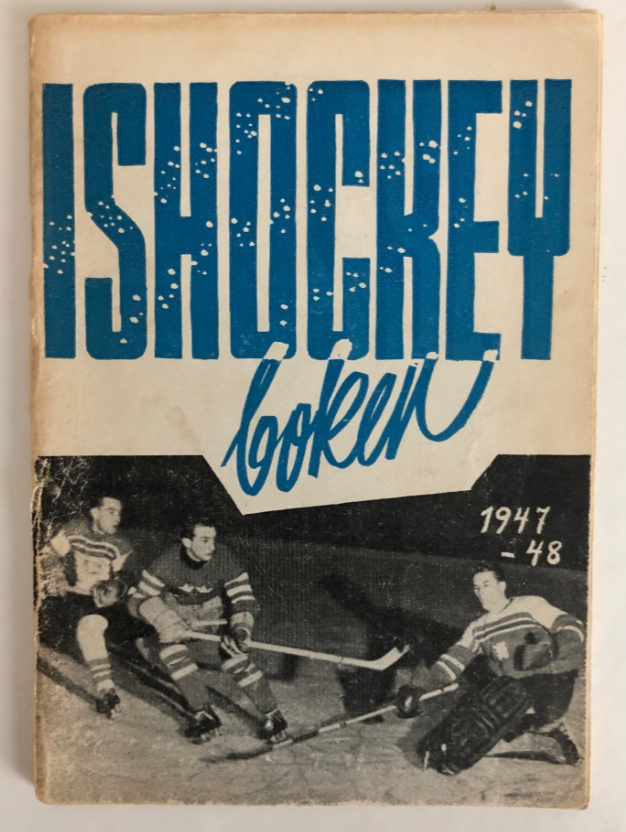 ISHOCKEY
boken
1947
- 48